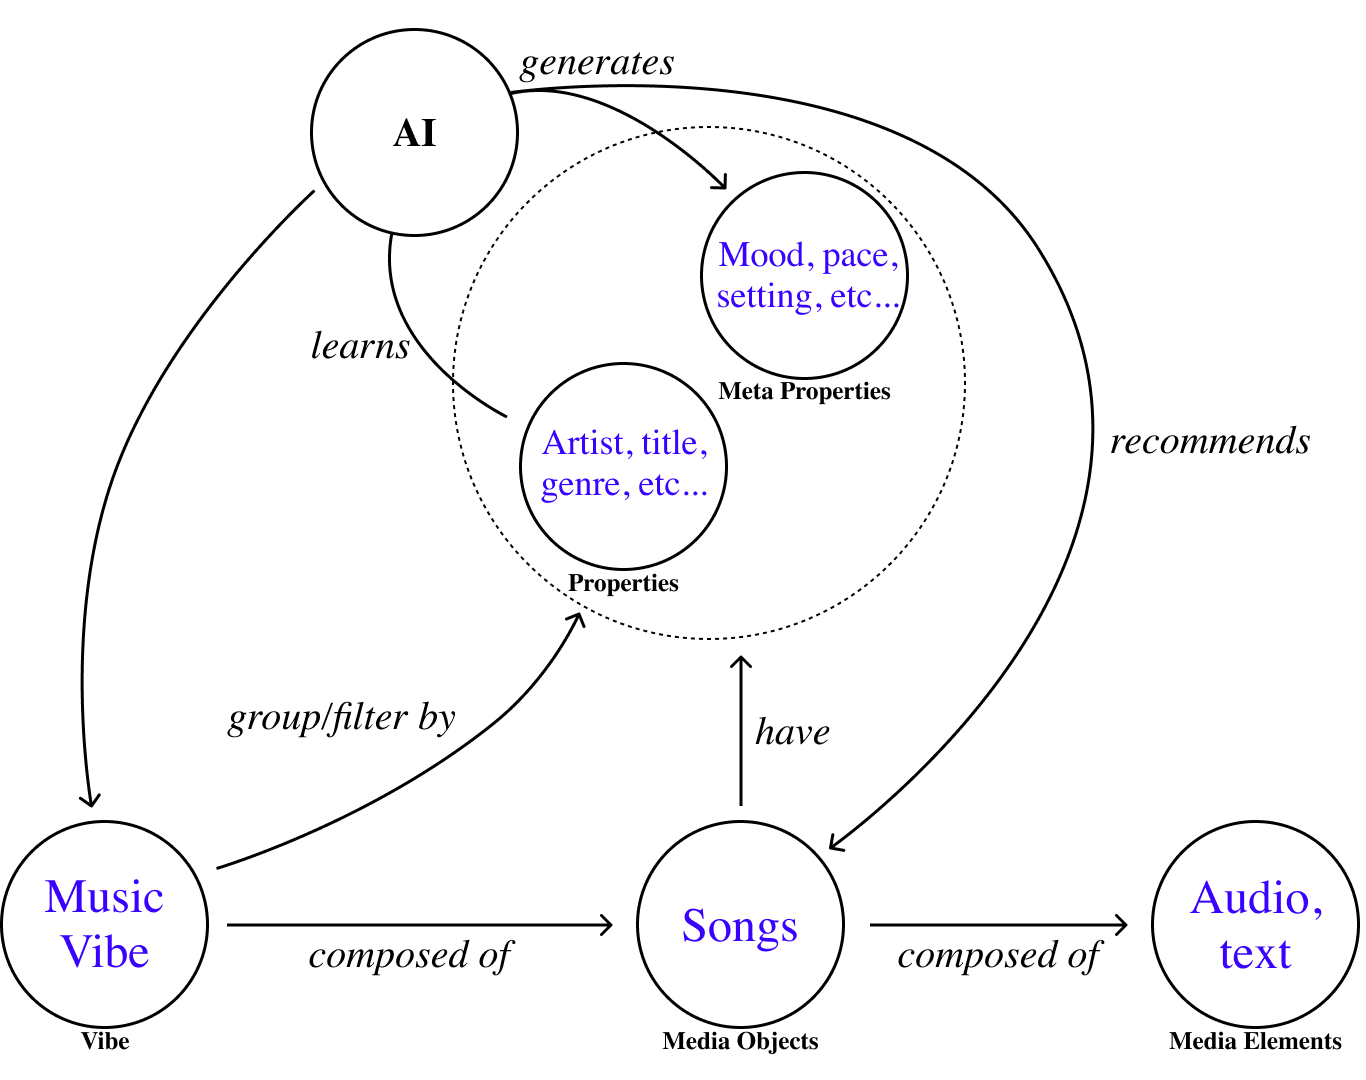 generates
AI
Mood, pace,
setting, etc...
learns
Meta Properties
recommends
Artist, title,
genre, etc...
Properties
group/filter by
have
Music
Vibe
composed of
Songs
composed of
Audio,
text
Vibe
Media Objects
Media Elements